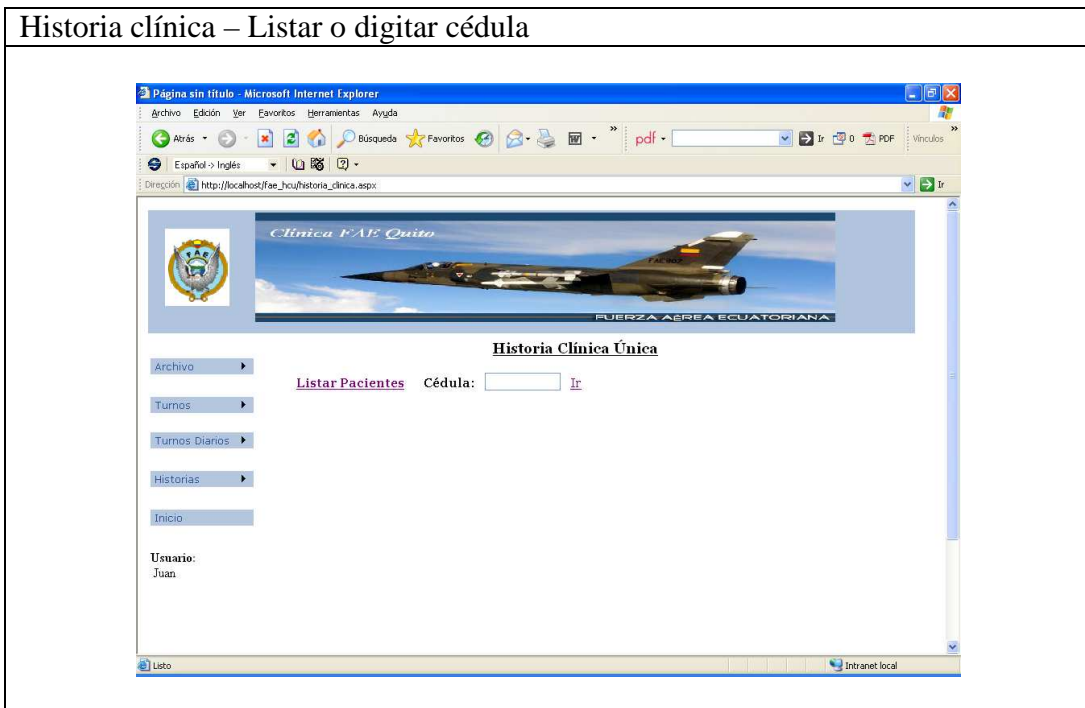 Historia clínica – Listar o digitar cédula
Página sin título - Microsoft Internet Explorer
Archivo Edición Ver Favoritos Herramientas Ayuda
Atrás Búsqueda Favoritos » pdf - Ir 0 PDF Vínculos »
Español -> Inglés
Dirección http://localhost/fae_hcu/historia_clinica.aspx Ir
Clínica FAE Quito
FAE
FUERZA AÉREA ECUATORIANA
Historia Clínica Única
Archivo
Listar Pacientes Cédula: Ir
Turnos
Turnos Diarios
Historias
Inicio
Usuario:
Juan
Listo Intranet local